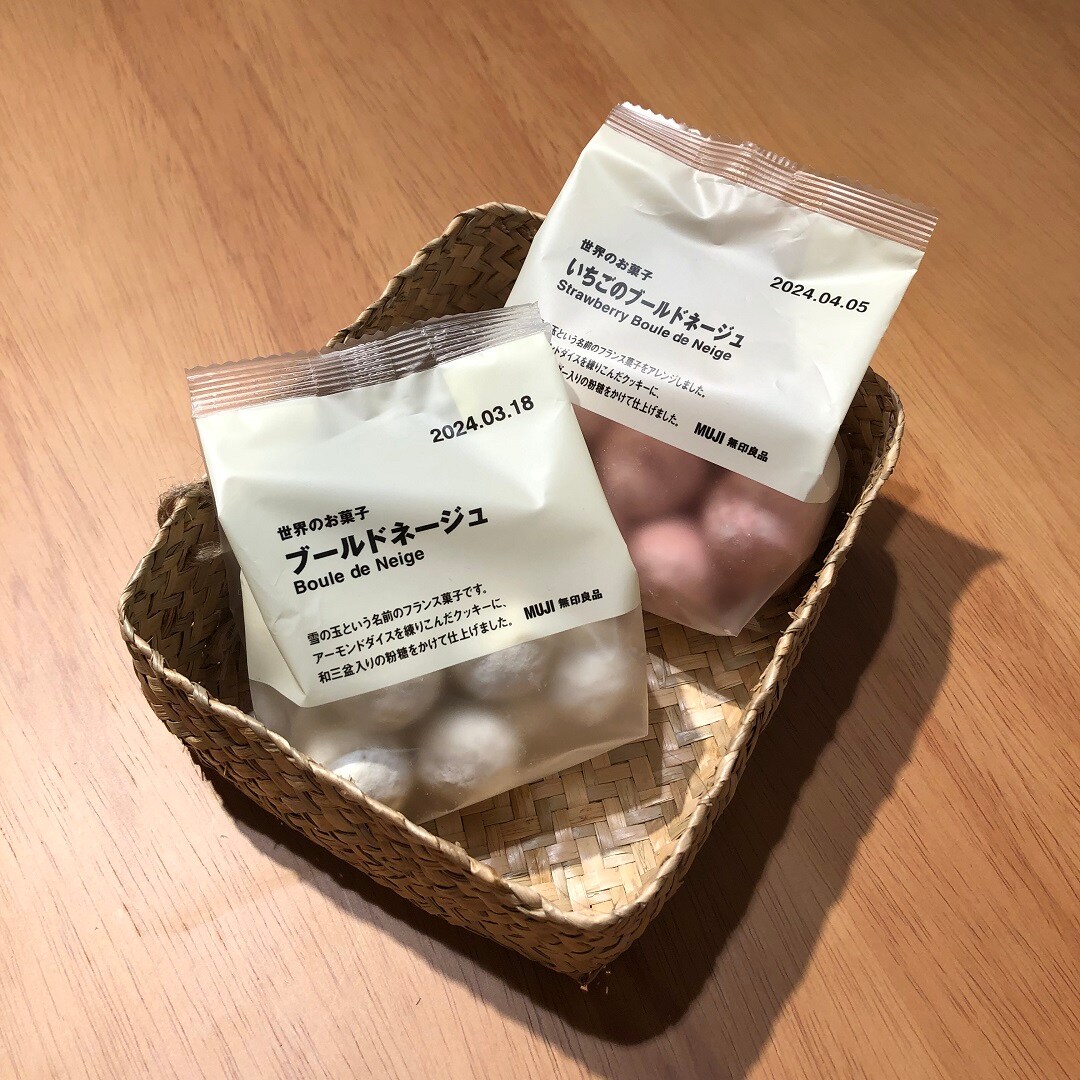 2024.03.18
世界のお菓子
ブールドネージュ
Boule de Neige
雪の玉という名前のフランス菓子です。
アーモンドダイスを練りこんだクッキーに、
和三盆入りの粉糖をかけて仕上げました。
MUJI 無印良品
2024.04.05
世界のお菓子
いちごのブールドネージュ
Strawberry Boule de Neige
玉という名前のフランス菓子をアレンジしました。
ンドダイスを練りこんだクッキーに、
ー入りの粉糖をかけて仕上げました。
MUJI 無印良品